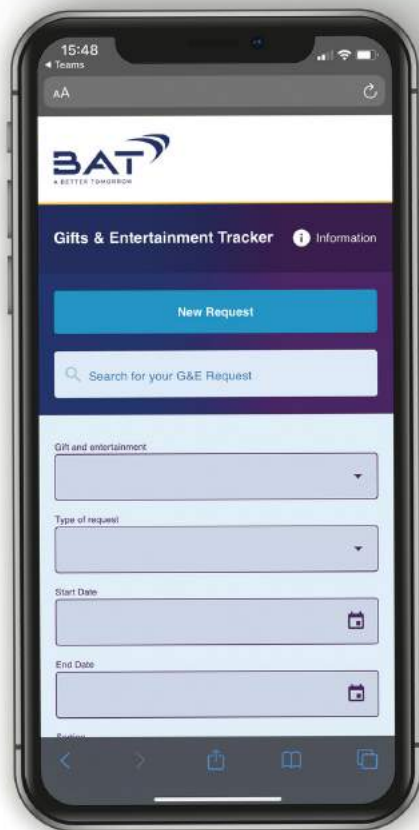 15:48
◀ Teams
AA
BAT
A BETTER TOMORROW
Gifts & Entertainment Tracker
i Information
New Request
Search for your G&E Request
Gift and entertainment
Type of request
Start Date
End Date